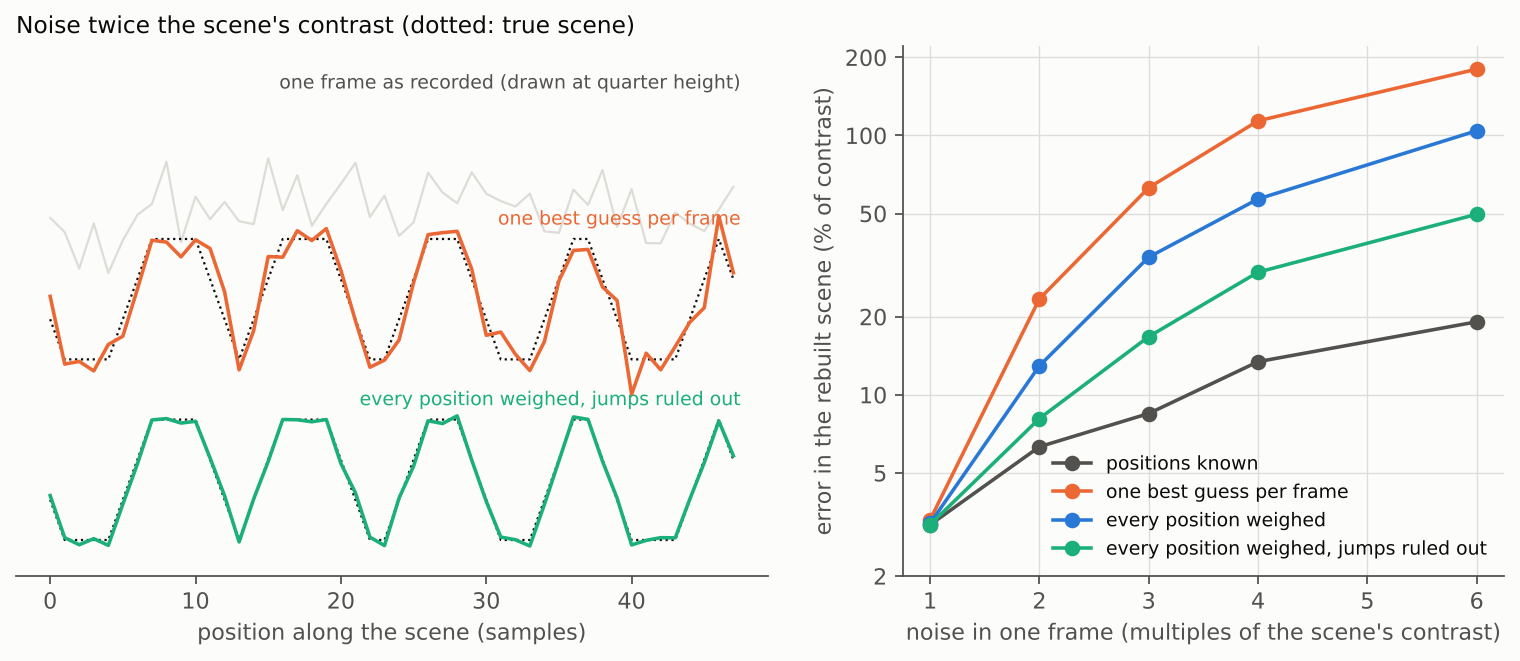 Noise twice the scene's contrast (dotted: true scene)
one frame as recorded (drawn at quarter height)
one best guess per frame
every position weighed, jumps ruled out
0 10 20 30 40
position along the scene (samples)
error in the rebuilt scene (% of contrast)
200
100
50
20
10
5
2
positions known
one best guess per frame
every position weighed
every position weighed, jumps ruled out
1 2 3 4 5 6
noise in one frame (multiples of the scene's contrast)